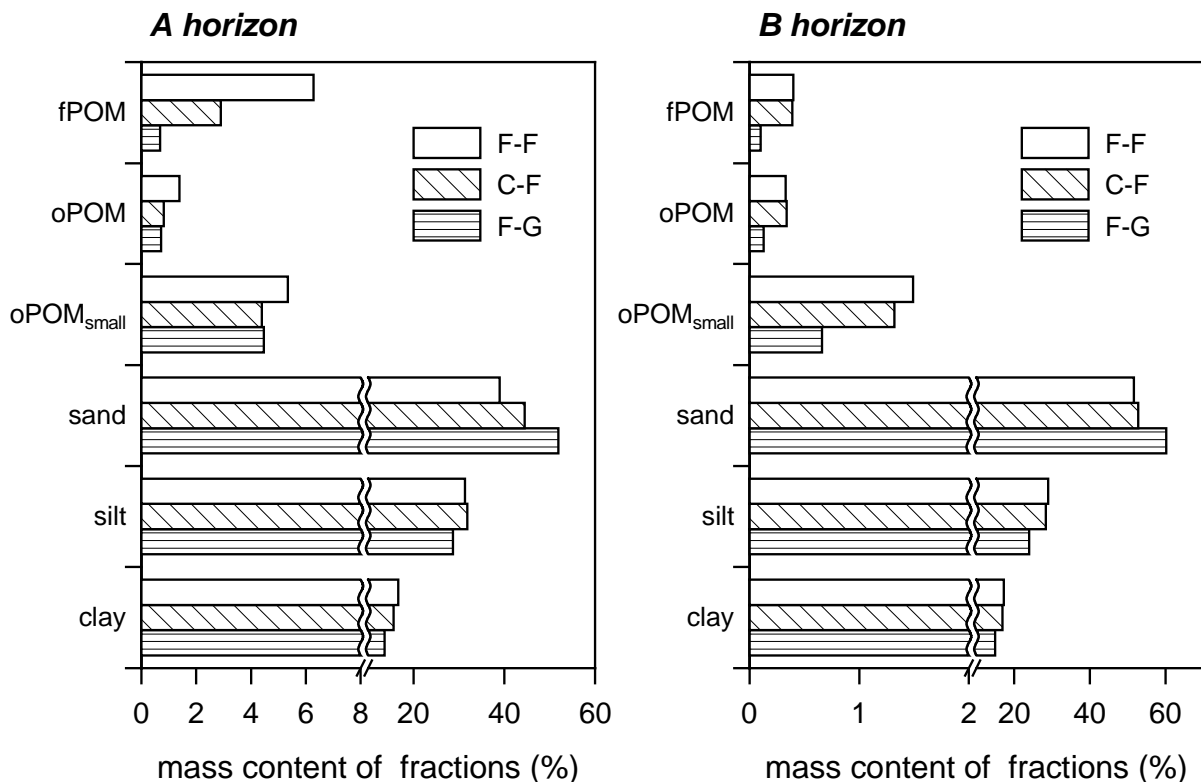 A horizon
fPOM
oPOM
oPOMsmall
sand
silt
clay
F-F
C-F
F-G
0 2 4 6 8 20 40 60
mass content of fractions (%)
B horizon
fPOM
oPOM
oPOMsmall
sand
silt
clay
F-F
C-F
F-G
0 1 2 20 40 60
mass content of fractions (%)